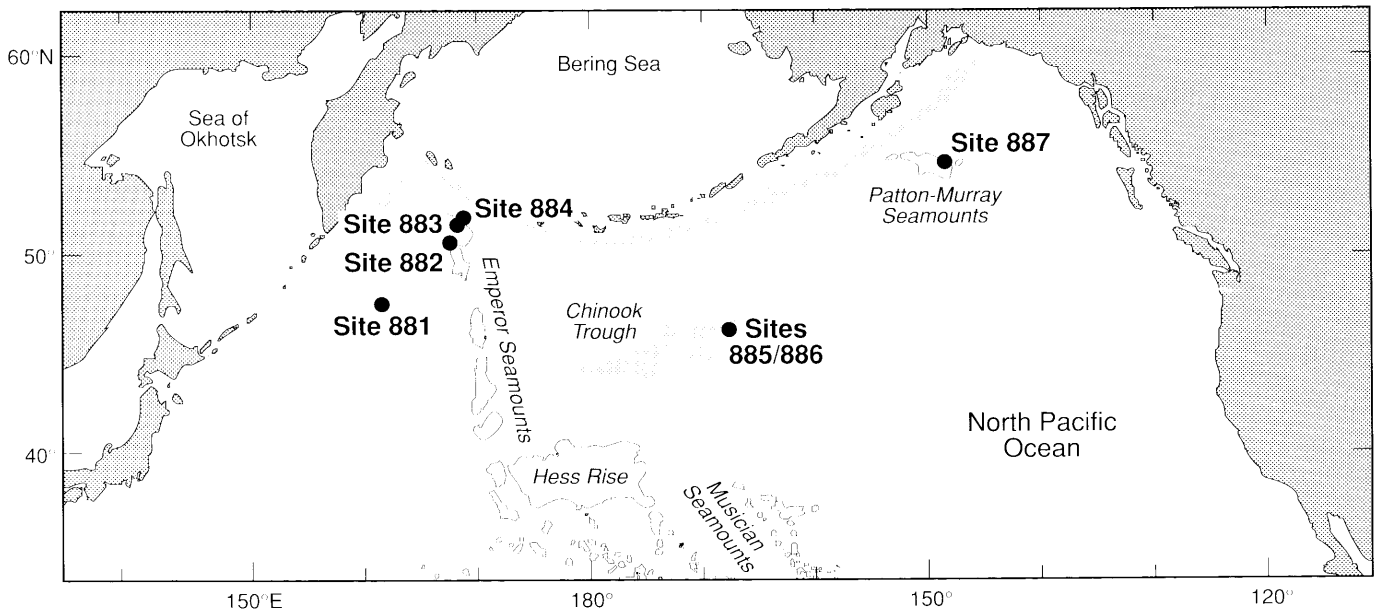 60°N
Bering Sea
Sea of
Okhotsk
Site 887
Patton-Murray
Seamounts
Site 884
Site 883
50°
Site 882
Emperor Seamounts
Chinook
Trough
Site 881
Sites
885/886
North Pacific
Ocean
40°
Hess Rise
Musician
Seamounts
150°E
180°
150°
120°